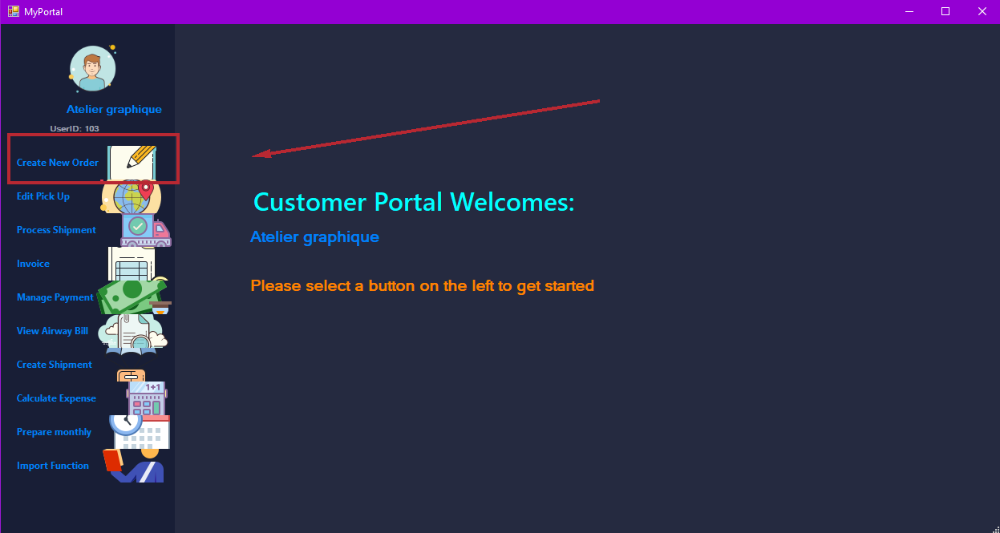 MyPortal
Atelier graphique
UserID: 103
Create New Order
Edit Pick Up
Process Shipment
Invoice
Manage Payment
View Airway Bill
Create Shipment
Calculate Expense
1+1
Prepare monthly
Import Function
Customer Portal Welcomes:
Atelier graphique
Please select a button on the left to get started